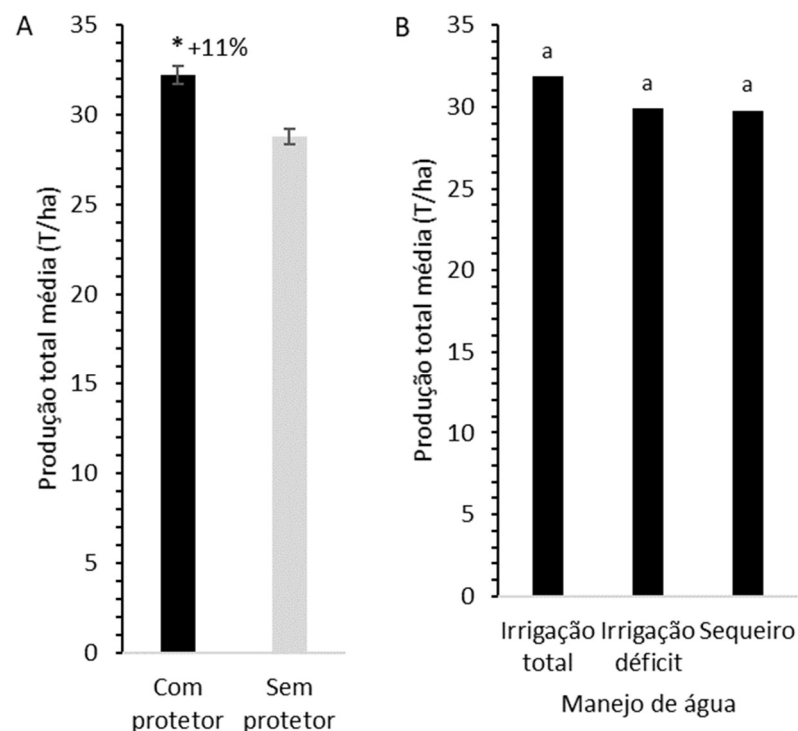 A
* +11%
Produção total média (T/ha)
35
30
25
20
15
10
5
0
Com
protetor
Sem
protetor
B
Produção total média (T/ha)
35
30
25
20
15
10
5
0
a
a
a
Irrigação
total
Irrigação
déficit
Sequeiro
Manejo de água